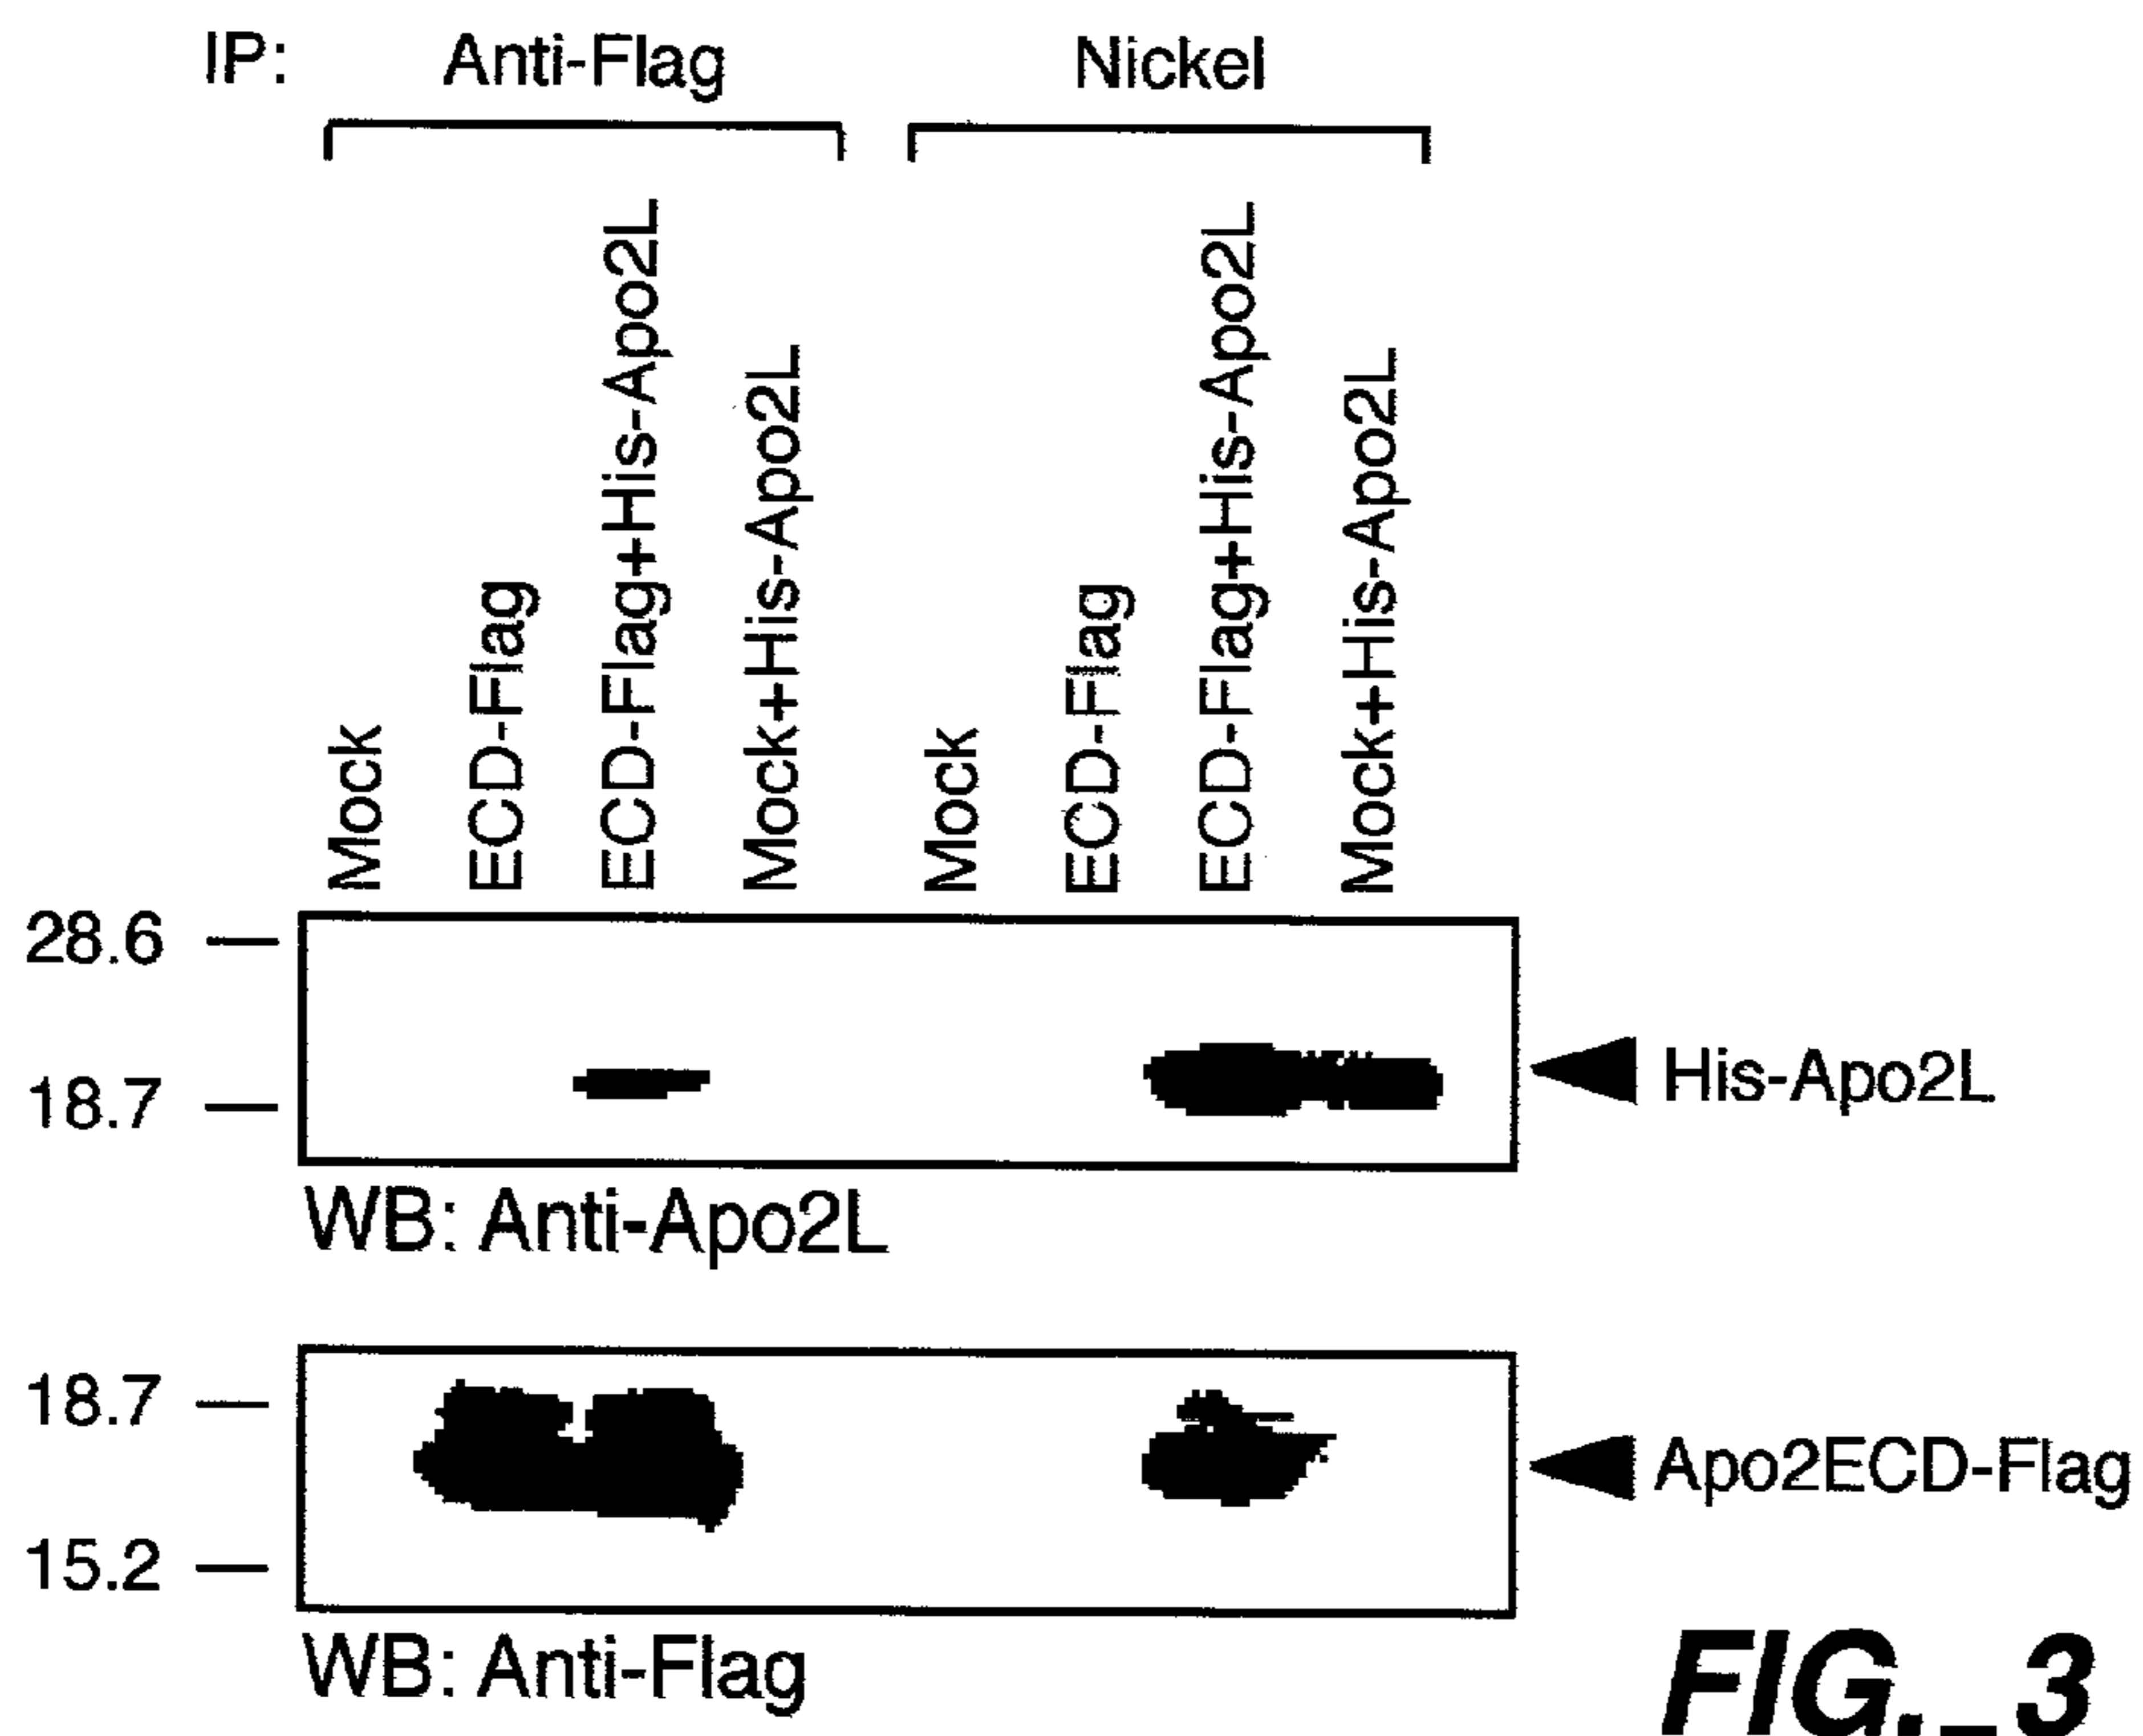 IP: Anti-Flag Nickel
Mock
ECD-Flag
ECD-Flag+His-Apo2L
Mock+His-Apo2L
Mock
ECD-Flag
ECD-Flag+His-Apo2L
Mock+His-Apo2L
28.6
18.7
His-Apo2L
WB: Anti-Apo2L
18.7
Apo2ECD-Flag
15.2
WB: Anti-Flag
FIG._3